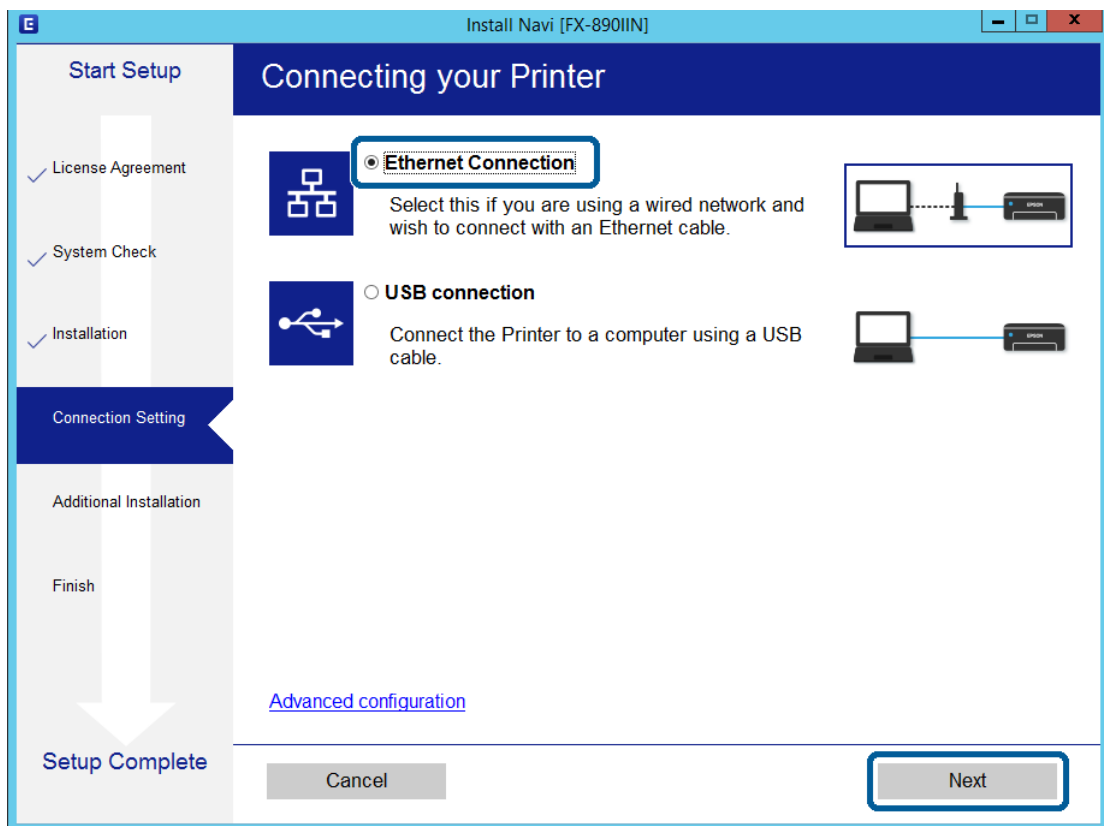 Install Navi [FX-890IIN]
Start Setup
Connecting your Printer
License Agreement
System Check
Installation
Connection Setting
Additional Installation
Finish
Setup Complete
Ethernet Connection
Select this if you are using a wired network and
wish to connect with an Ethernet cable.
EPSON
USB connection
Connect the Printer to a computer using a USB
cable.
EPSON
Advanced configuration
Cancel
Next